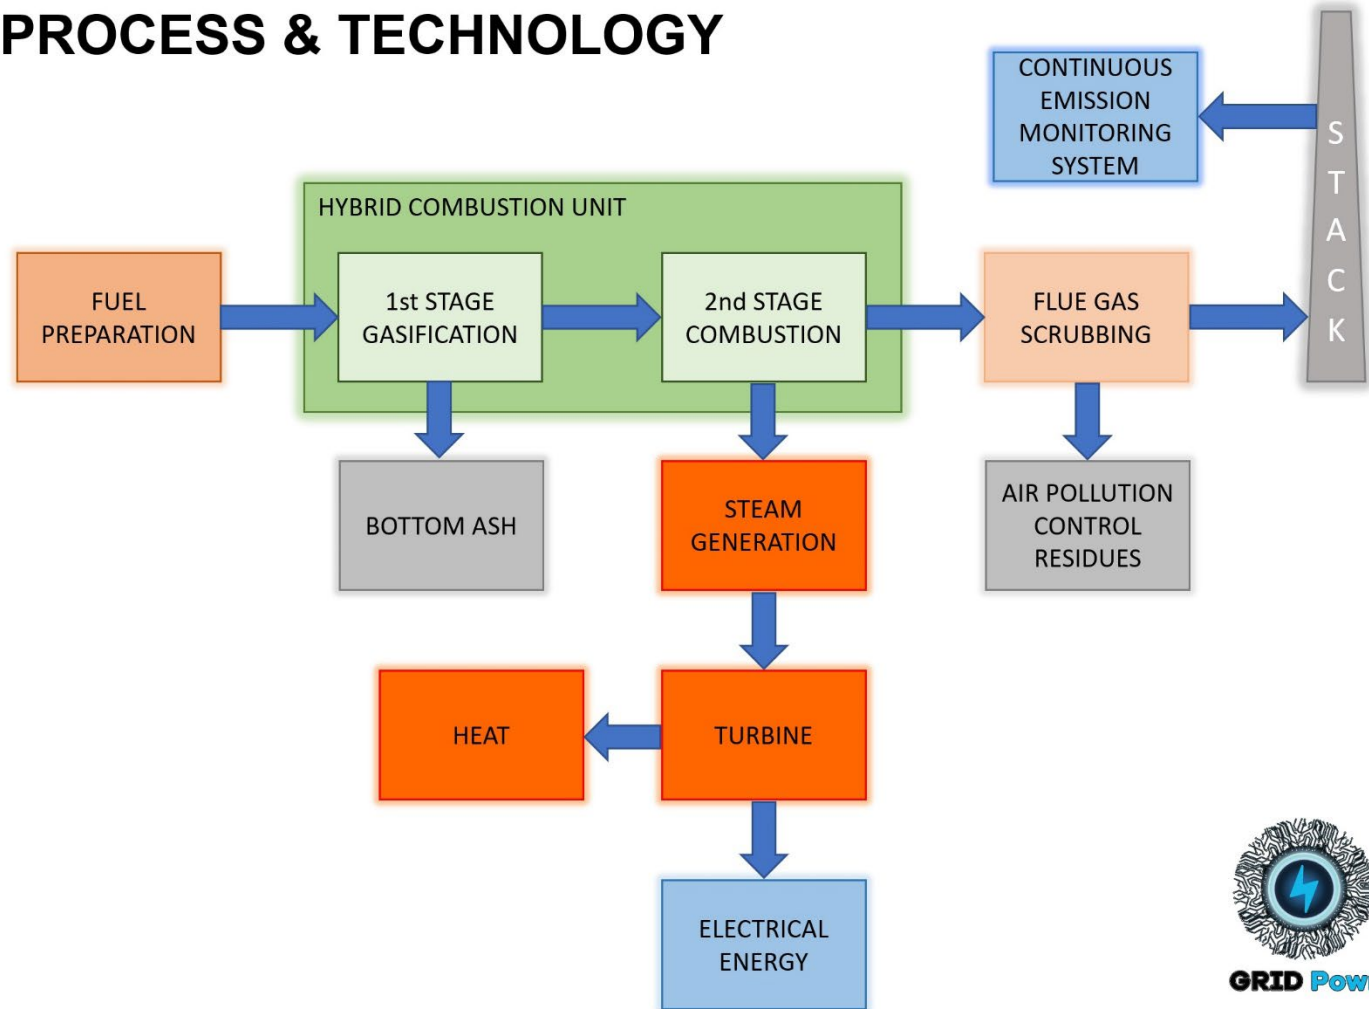 PROCESS & TECHNOLOGY
CONTINUOUS
EMISSION
MONITORING
SYSTEM
S
T
A
C
K
HYBRID COMBUSTION UNIT
FUEL
PREPARATION
1st STAGE
GASIFICATION
2nd STAGE
COMBUSTION
FLUE GAS
SCRUBBING
BOTTOM ASH
STEAM
GENERATION
AIR POLLUTION
CONTROL
RESIDUES
HEAT
TURBINE
ELECTRICAL
ENERGY
GRID